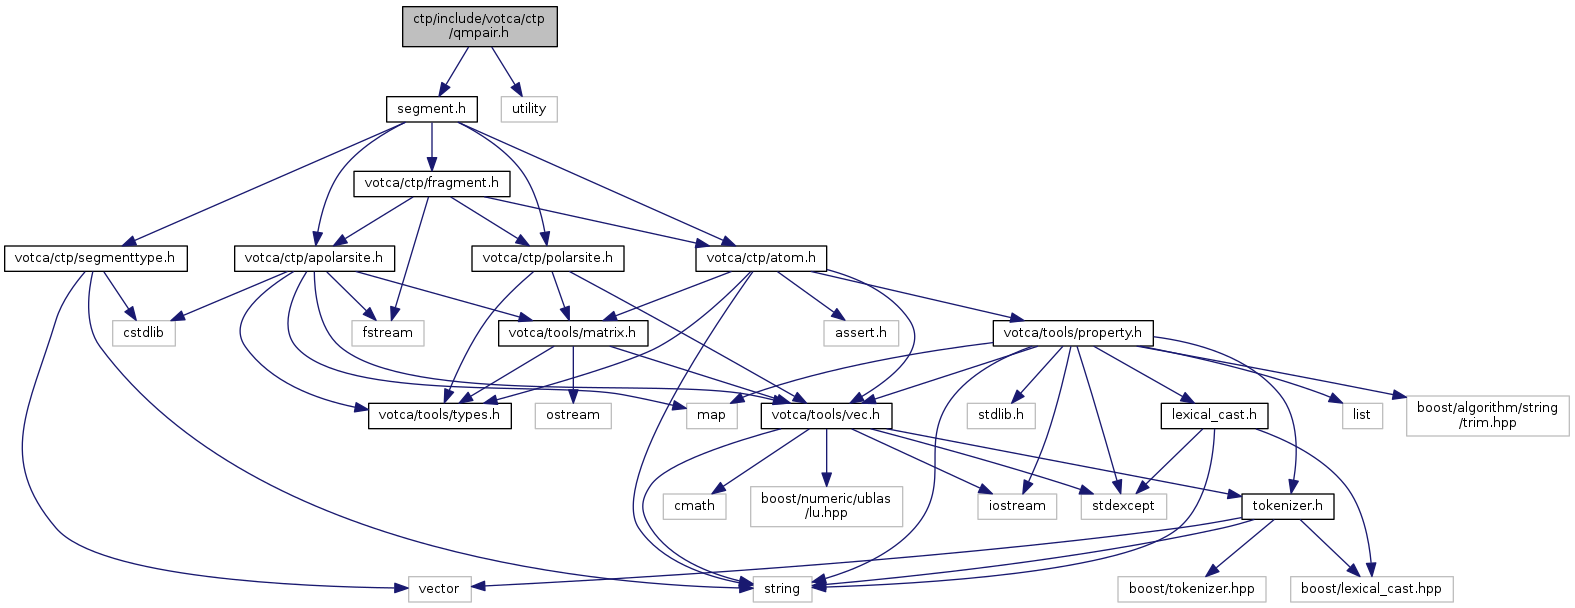 ctp/include/votca/ctp
/qmpair.h
segment.h
utility
votca/ctp/fragment.h
votca/ctp/segmenttype.h
votca/ctp/apolarsite.h
votca/ctp/polarsite.h
votca/ctp/atom.h
cstdlib
fstream
votca/tools/matrix.h
assert.h
votca/tools/property.h
votca/tools/types.h
ostream
map
votca/tools/vec.h
stdlib.h
lexical_cast.h
list
boost/algorithm/string
/trim.hpp
cmath
boost/numeric/ublas
/lu.hpp
iostream
stdexcept
tokenizer.h
vector
string
boost/tokenizer.hpp
boost/lexical_cast.hpp